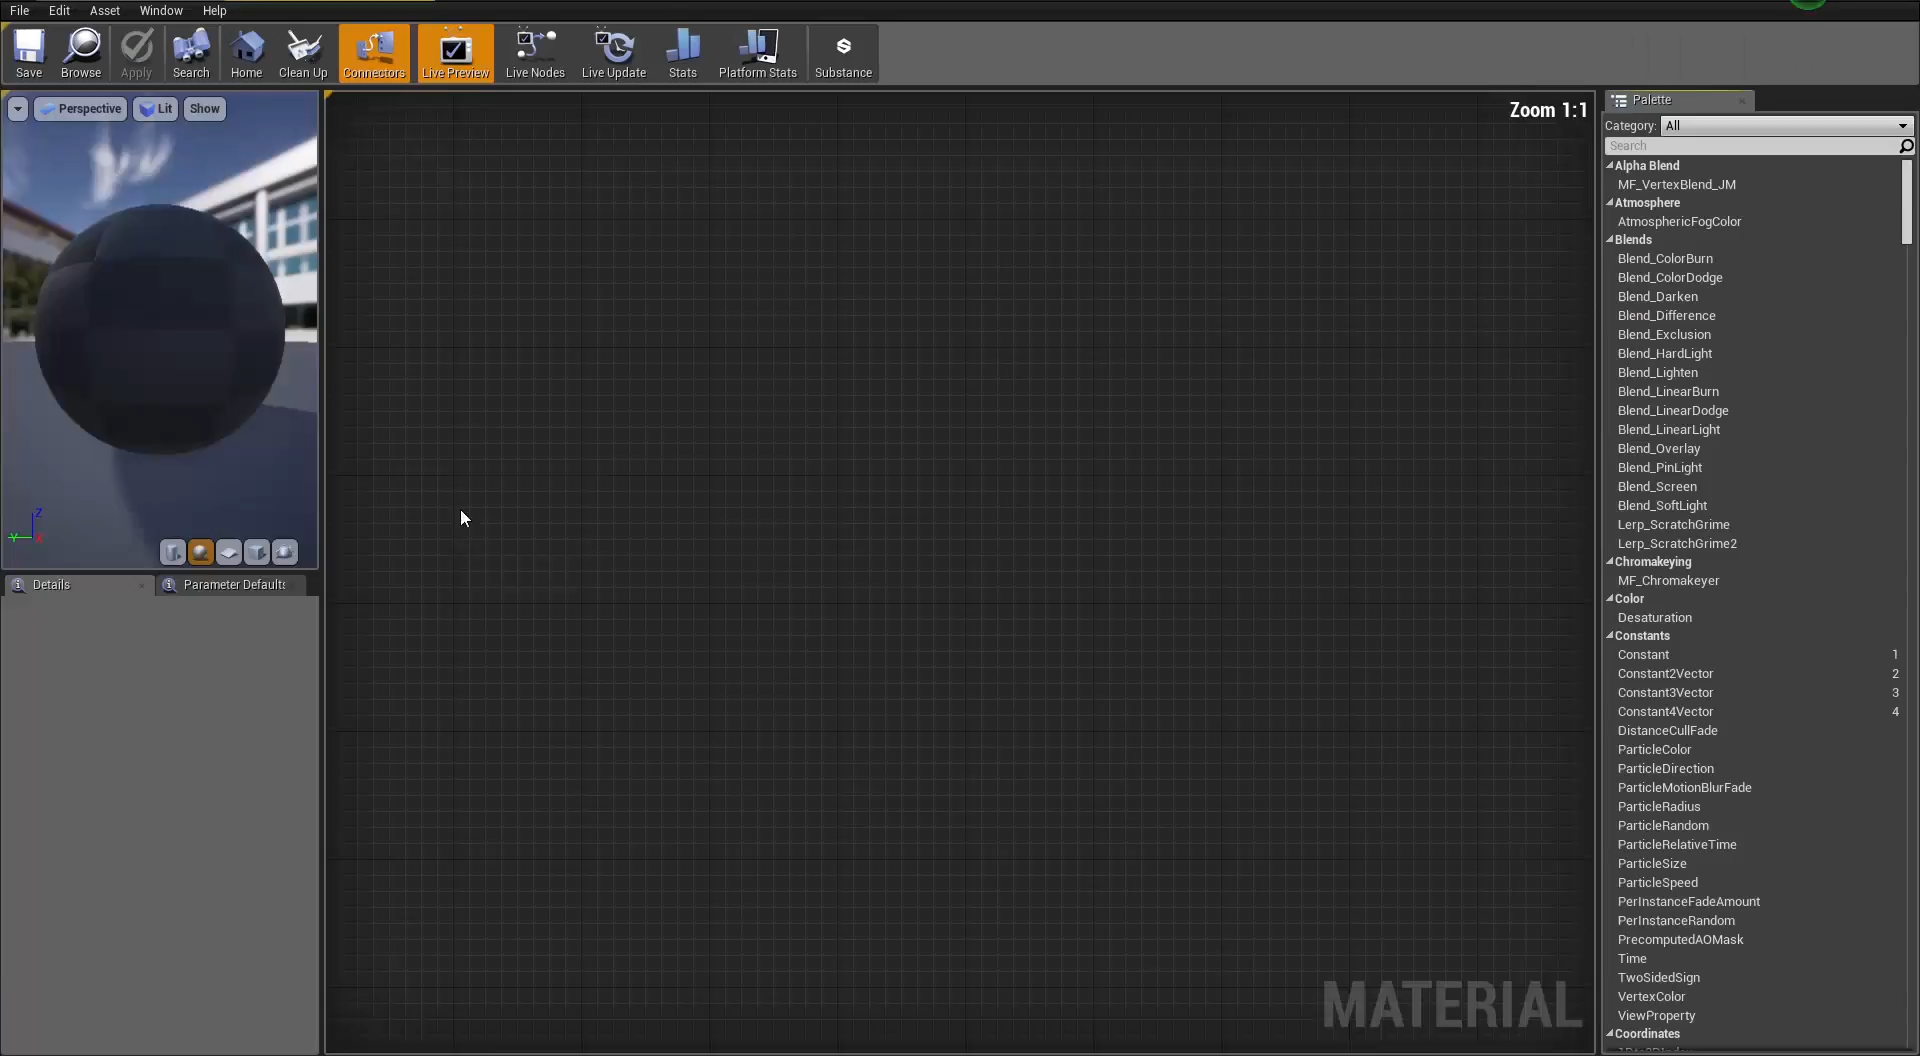 File Edit Asset Window Help
Save Browse Apply Search Home Clean Up Connectors Live Preview Live Nodes Live Update Stats Platform Stats Substance
Perspective Lit Show
Zoom 1:1
Z
Y X
Details
Parameter Defaults
MATERIAL
Palette
Category: All
Search
Alpha Blend
MF_VertexBlend_JM
Atmosphere
AtmosphericFogColor
Blends
Blend_ColorBurn
Blend_ColorDodge
Blend_Darken
Blend_Difference
Blend_Exclusion
Blend_HardLight
Blend_Lighten
Blend_LinearBurn
Blend_LinearDodge
Blend_LinearLight
Blend_Overlay
Blend_PinLight
Blend_Screen
Blend_SoftLight
Lerp_ScratchGrime
Lerp_ScratchGrime2
Chromakeying
MF_Chromakeyer
Color
Desaturation
Constants
Constant 1
Constant2Vector 2
Constant3Vector 3
Constant4Vector 4
DistanceCullFade
ParticleColor
ParticleDirection
ParticleMotionBlurFade
ParticleRadius
ParticleRandom
ParticleRelativeTime
ParticleSize
ParticleSpeed
PerInstanceFadeAmount
PerInstanceRandom
PrecomputedAOMask
Time
TwoSidedSign
VertexColor
ViewProperty
Coordinates